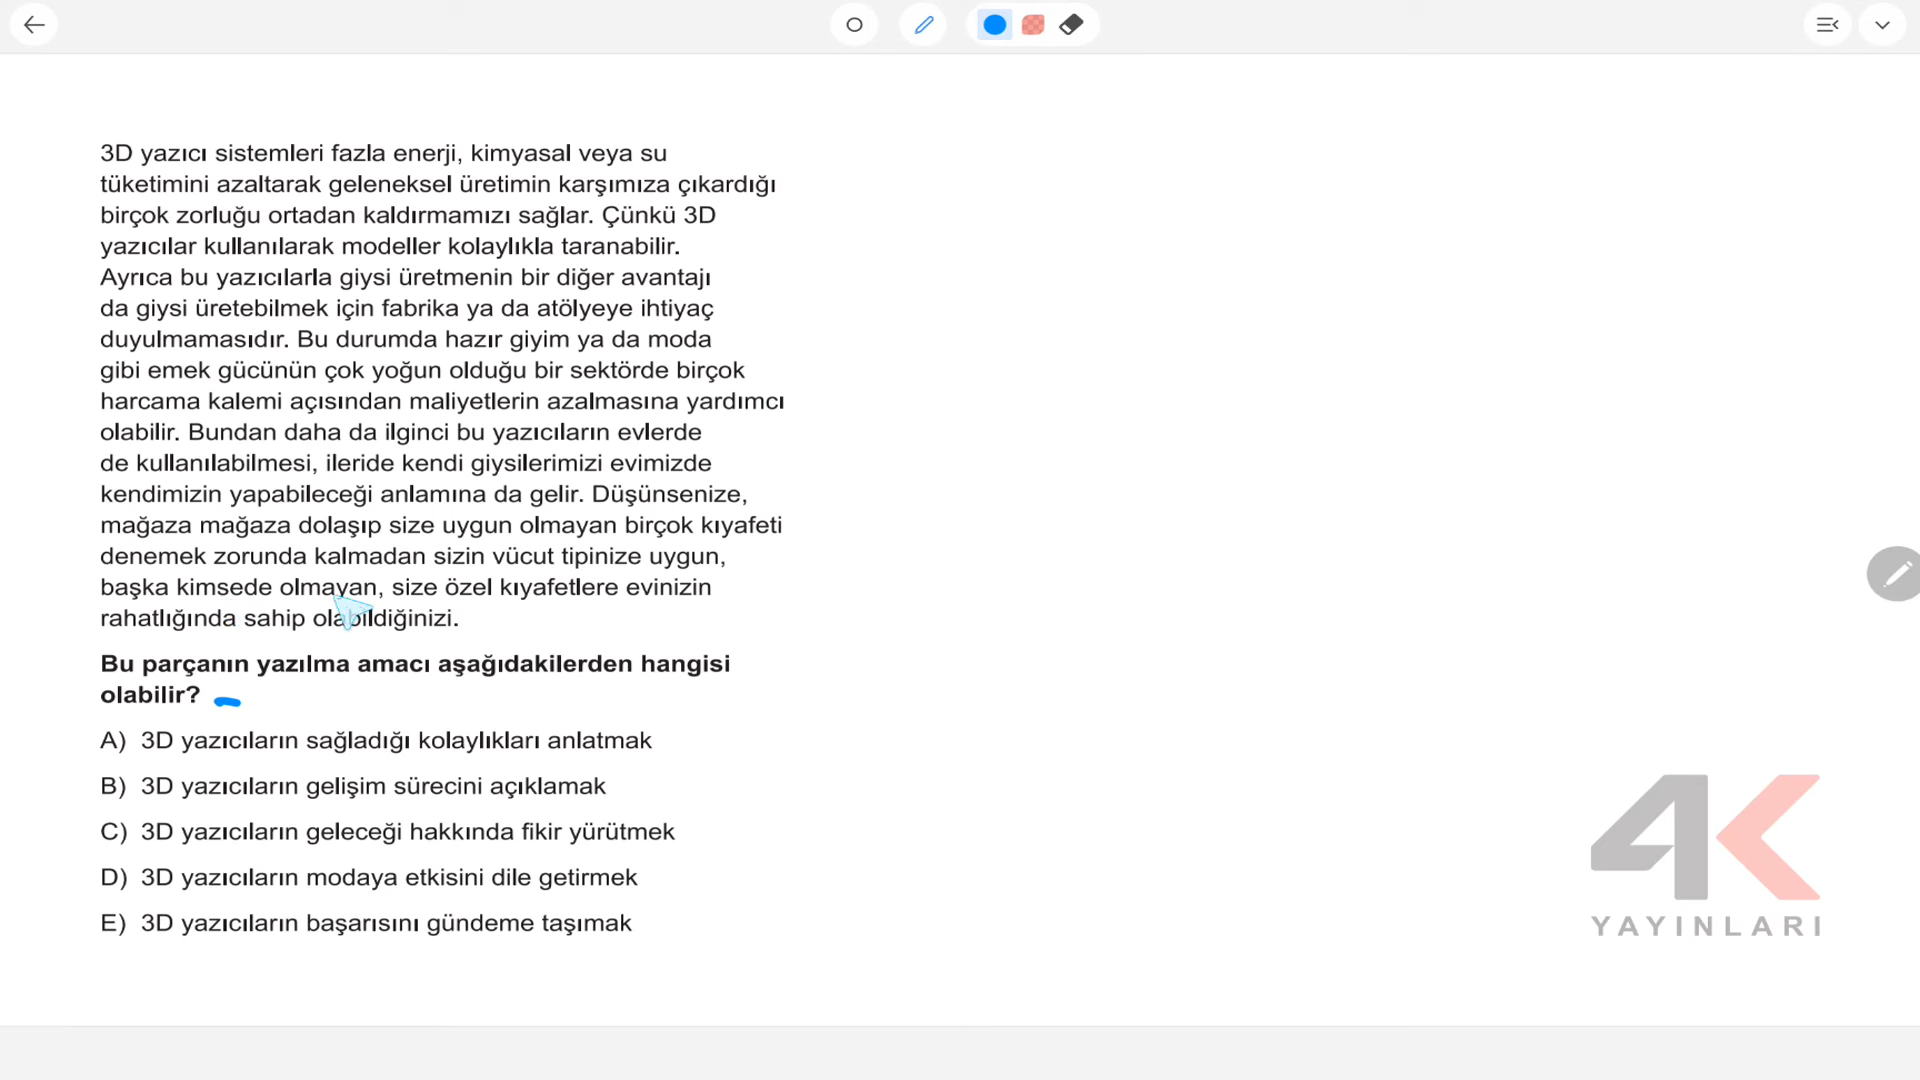 3D yazıcı sistemleri fazla enerji, kimyasal veya su
tüketimini azaltarak geleneksel üretimin karşımıza çıkardığı
birçok zorluğu ortadan kaldırmamızı sağlar. Çünkü 3D
yazıcılar kullanılarak modeller kolaylıkla taranabilir.
Ayrıca bu yazıcılarla giysi üretmenin bir diğer avantajı
da giysi üretebilmek için fabrika ya da atölyeye ihtiyaç
duyulmamasıdır. Bu durumda hazır giyim ya da moda
gibi emek gücünün çok yoğun olduğu bir sektörde birçok
harcama kalemi açısından maliyetlerin azalmasına yardımcı
olabilir. Bundan daha da ilginci bu yazıcıların evlerde
de kullanılabilmesi, ileride kendi giysilerimizi evimizde
kendimizin yapabileceği anlamına da gelir. Düşünsenize,
mağaza mağaza dolaşıp size uygun olmayan birçok kıyafeti
denemek zorunda kalmadan sizin vücut tipinize uygun,
başka kimsede olmayan, size özel kıyafetlere evinizin
rahatlığında sahip olabildiğinizi.
Bu parçanın yazılma amacı aşağıdakilerden hangisi
olabilir?
A) 3D yazıcıların sağladığı kolaylıkları anlatmak
B) 3D yazıcıların gelişim sürecini açıklamak
C) 3D yazıcıların geleceği hakkında fikir yürütmek
D) 3D yazıcıların modaya etkisini dile getirmek
E) 3D yazıcıların başarısını gündeme taşımak
4K
YAYINLARI